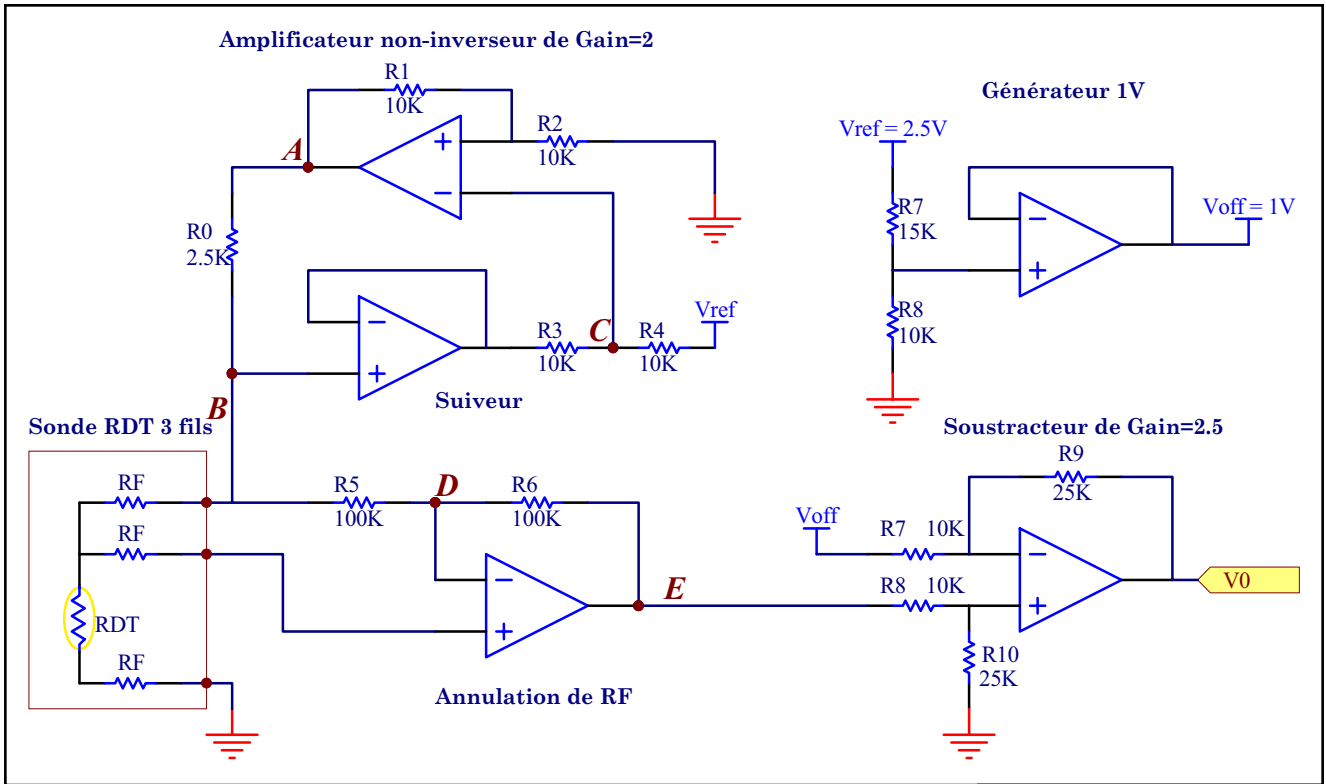 Amplificateur non-inverseur de Gain=2
R1
10K
A
+
−
R2
10K
R0
2.5K
−
+
R3
10K
C
R4
10K
Vref
Suiveur
B
Générateur 1V
Vref = 2.5V
R7
15K
R8
10K
−
+
Voff = 1V
Sonde RDT 3 fils
RF
RF
RDT
RF
R5
100K
D
R6
100K
−
+
E
Annulation de RF
Soustracteur de Gain=2.5
R9
25K
Voff
R7 10K
R8 10K
−
+
R10
25K
V0